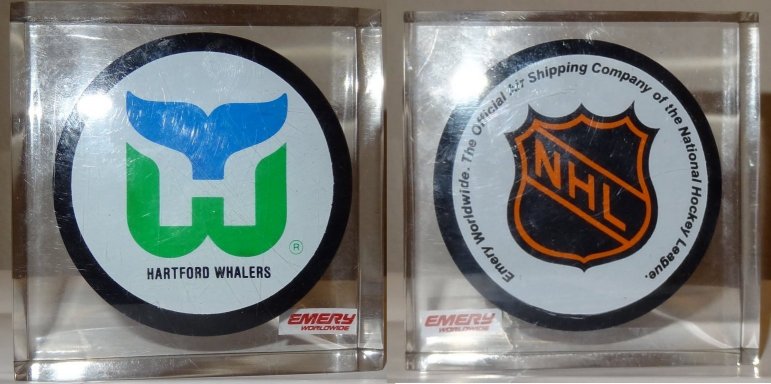 ®
HARTFORD WHALERS
EMERY
WORLDWIDE
Emery Worldwide. The Official Air Shipping Company of the National Hockey League.
NHL
EMERY
WORLDWIDE